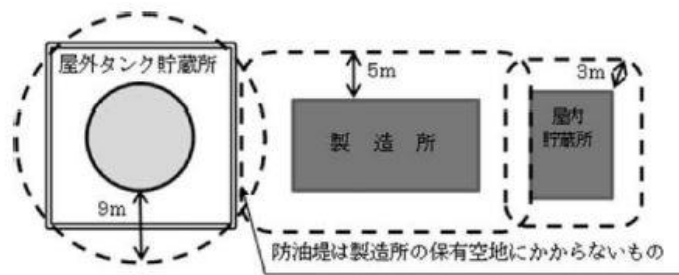 屋外タンク貯蔵所
5m
3m
製造所
屋内
貯蔵所
9m
防油堤は製造所の保有空地にかからないもの